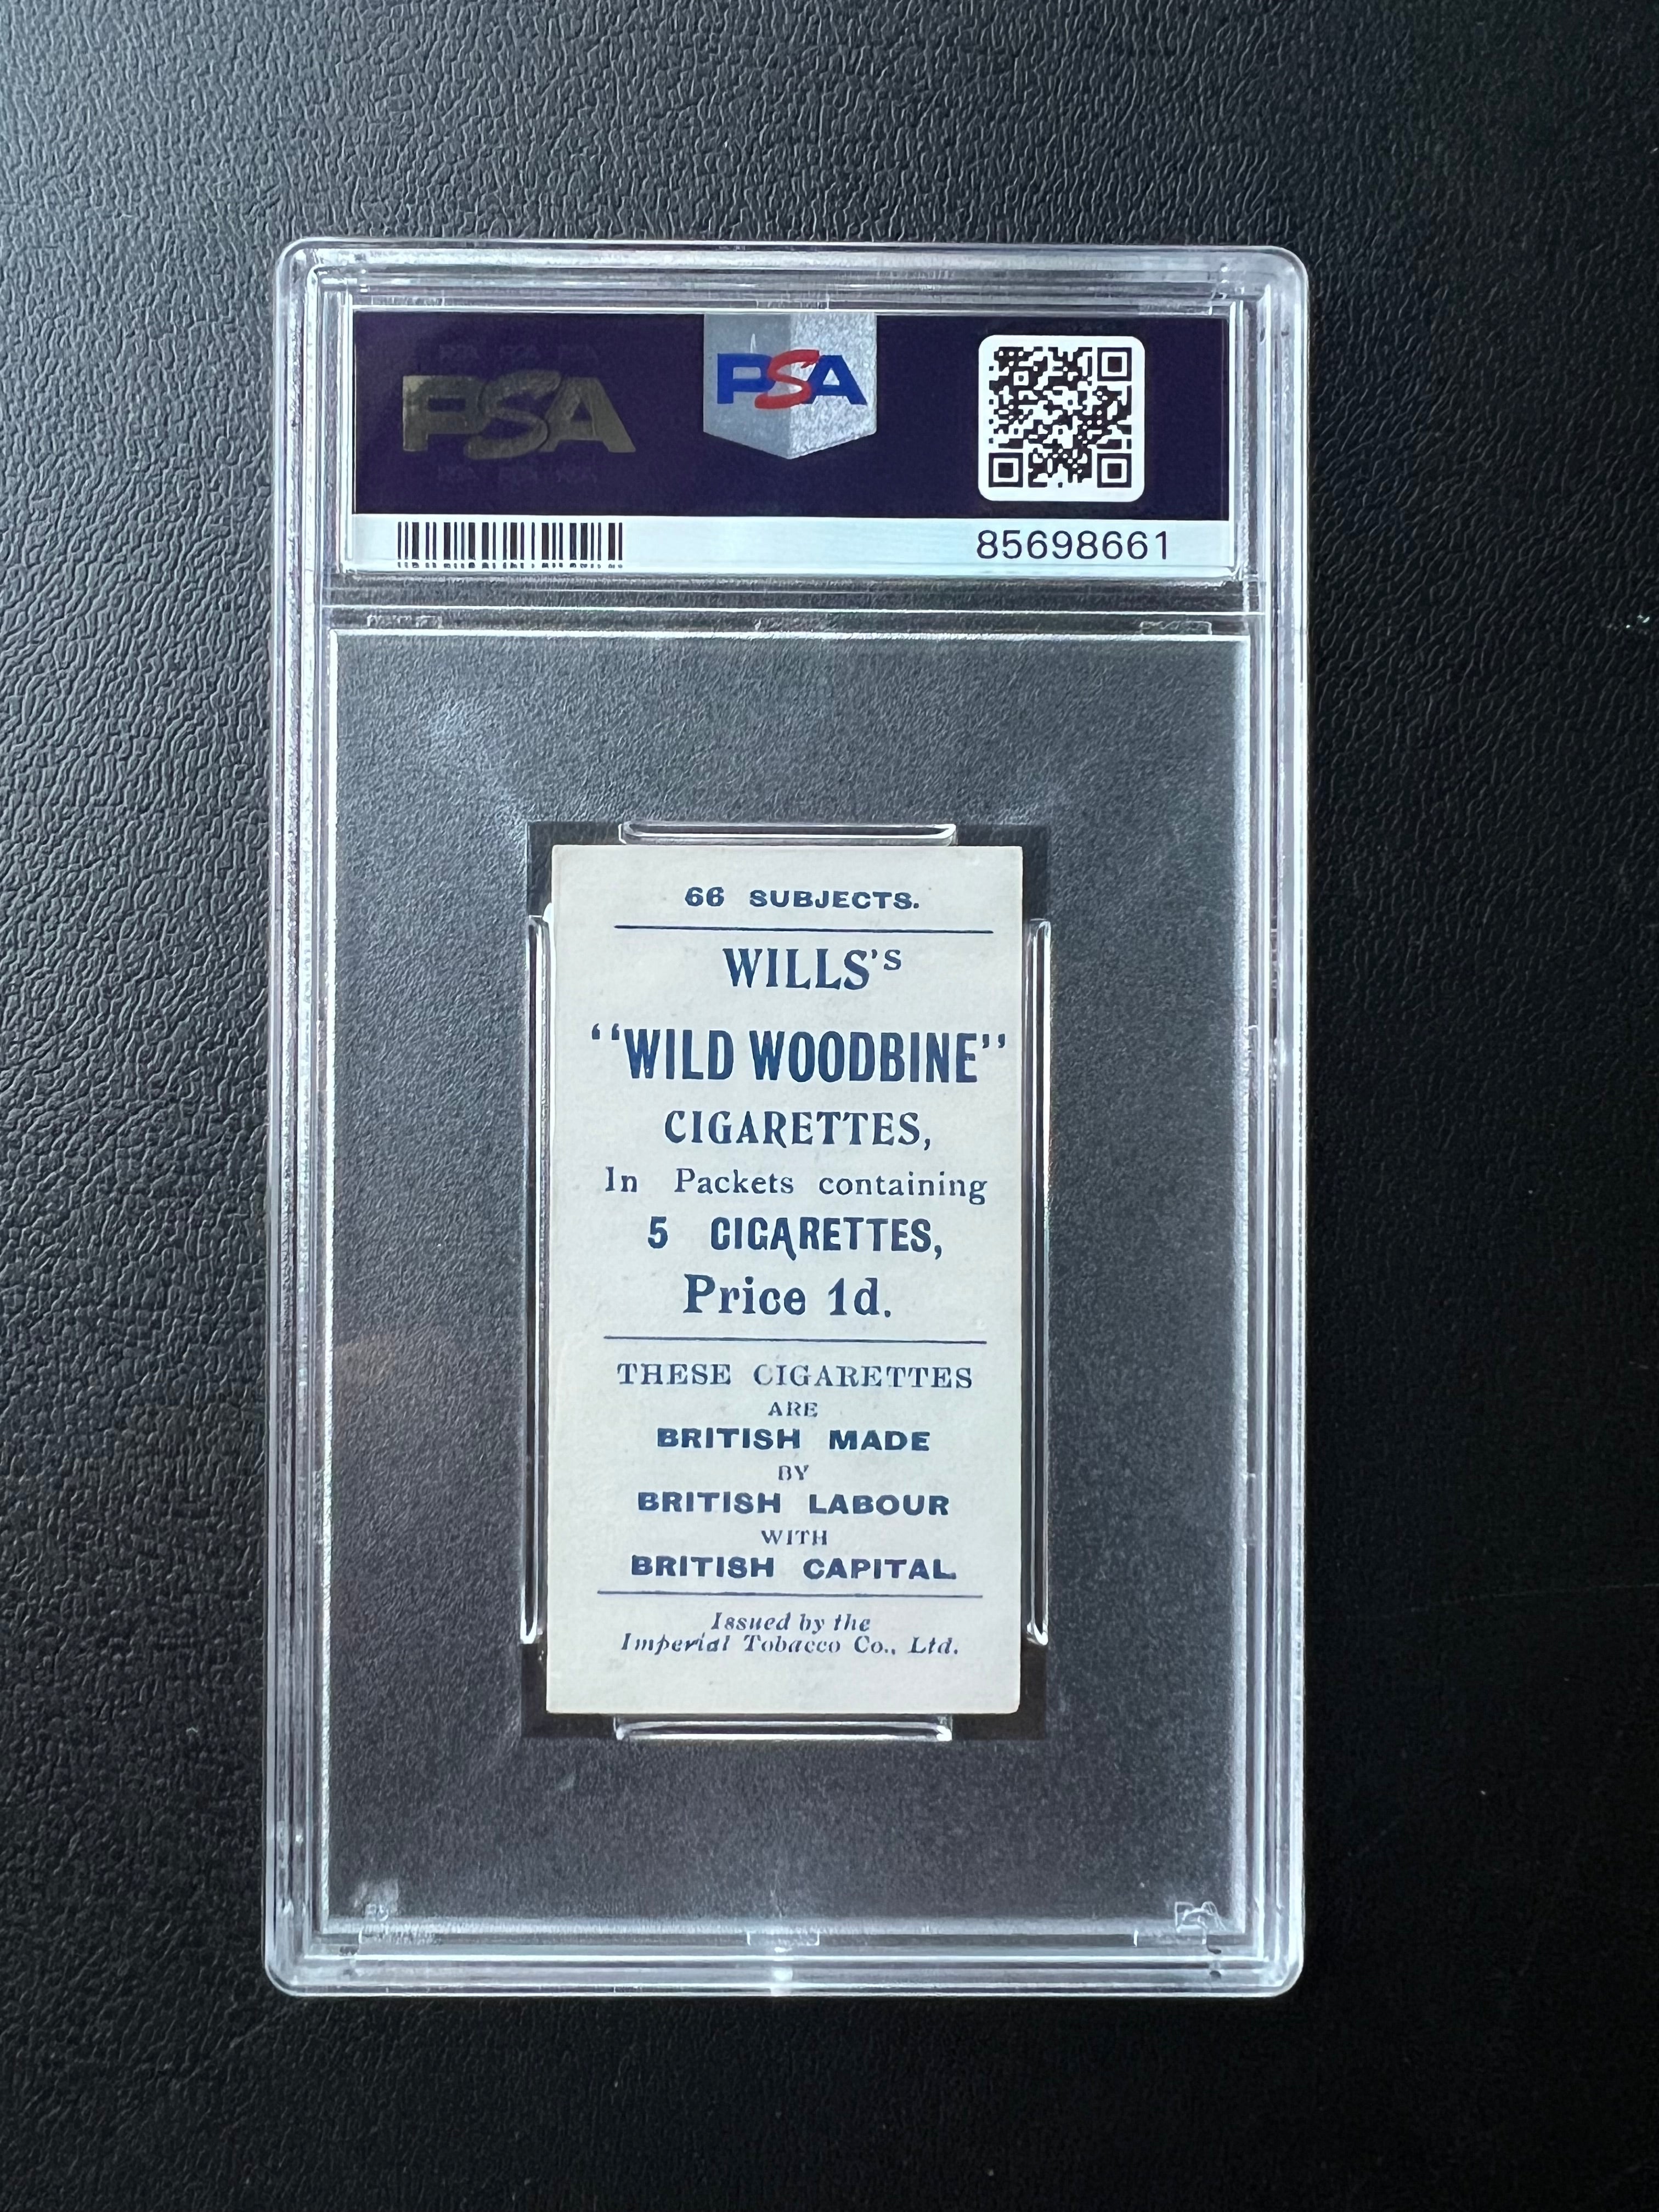 PSA
PSA
85698661
66 SUBJECTS.
WILLS's
"WILD WOODBINE"
CIGARETTES,
In Packets containing
5 CIGARETTES,
Price 1d.
THESE CIGARETTES
ARE
BRITISH MADE
BY
BRITISH LABOUR
WITH
BRITISH CAPITAL
Issued by the
Imperial Tobacco Co., Ltd.